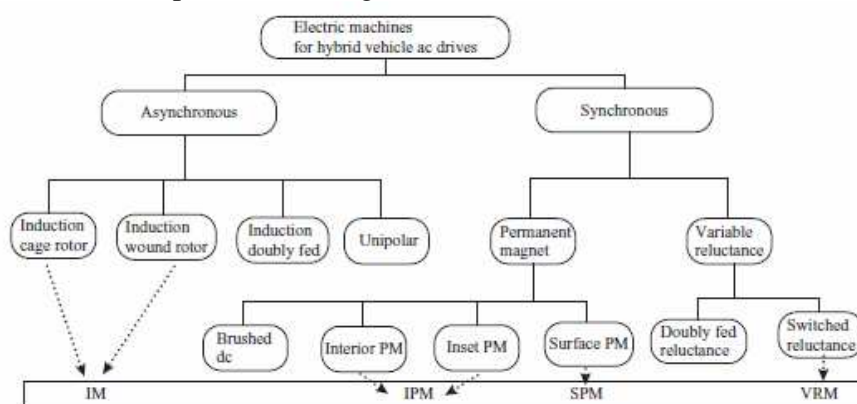 Electric machines
for hybrid vehicle ac drives
Asynchronous
Synchronous
Induction
cage rotor
Induction
wound rotor
Induction
doubly fed
Unipolar
Permanent
magnet
Variable
reluctance
Brushed
dc
Interior PM
Inset PM
Surface PM
Doubly fed
reluctance
Switched
reluctance
IM
IPM
SPM
VRM